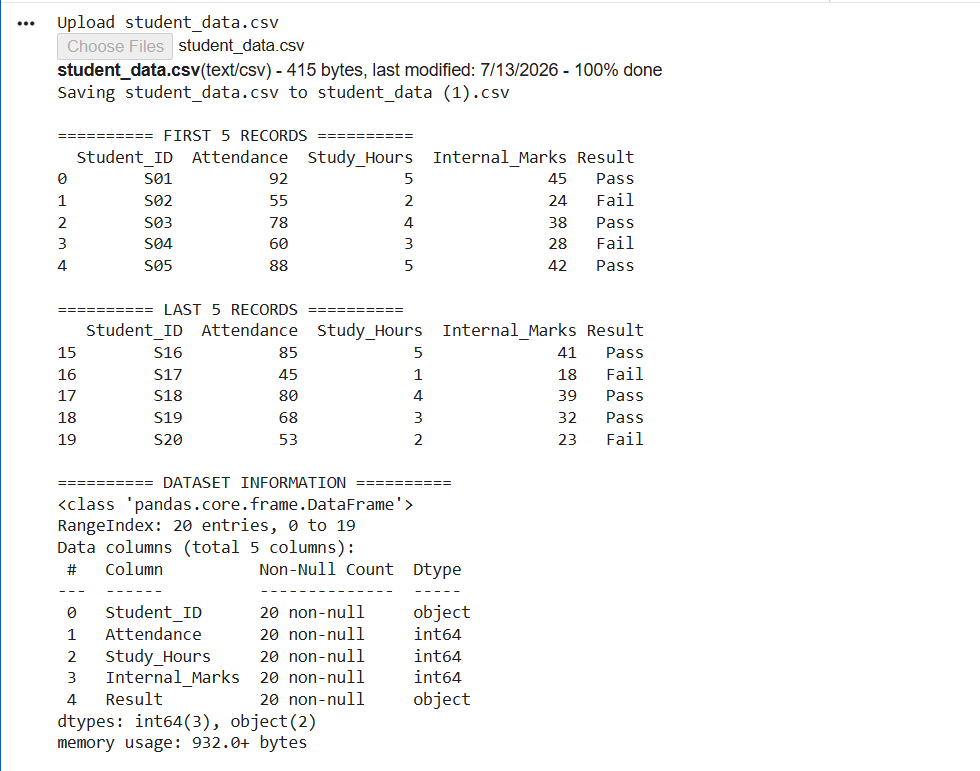 Upload student_data.csv
Choose Files student_data.csv
student_data.csv(text/csv) - 415 bytes, last modified: 7/13/2026 - 100% done
Saving student_data.csv to student_data (1).csv
========== FIRST 5 RECORDS ==========
  Student_ID  Attendance  Study_Hours  Internal_Marks Result
0        S01          92            5              45   Pass
1        S02          55            2              24   Fail
2        S03          78            4              38   Pass
3        S04          60            3              28   Fail
4        S05          88            5              42   Pass
========== LAST 5 RECORDS ==========
   Student_ID  Attendance  Study_Hours  Internal_Marks Result
15        S16          85            5              41   Pass
16        S17          45            1              18   Fail
17        S18          80            4              39   Pass
18        S19          68            3              32   Pass
19        S20          53            2              23   Fail
========== DATASET INFORMATION ==========
<class 'pandas.core.frame.DataFrame'>
RangeIndex: 20 entries, 0 to 19
Data columns (total 5 columns):
 #   Column          Non-Null Count  Dtype
---  ------          --------------  -----
 0   Student_ID      20 non-null     object
 1   Attendance      20 non-null     int64
 2   Study_Hours     20 non-null     int64
 3   Internal_Marks  20 non-null     int64
 4   Result          20 non-null     object
dtypes: int64(3), object(2)
memory usage: 932.0+ bytes